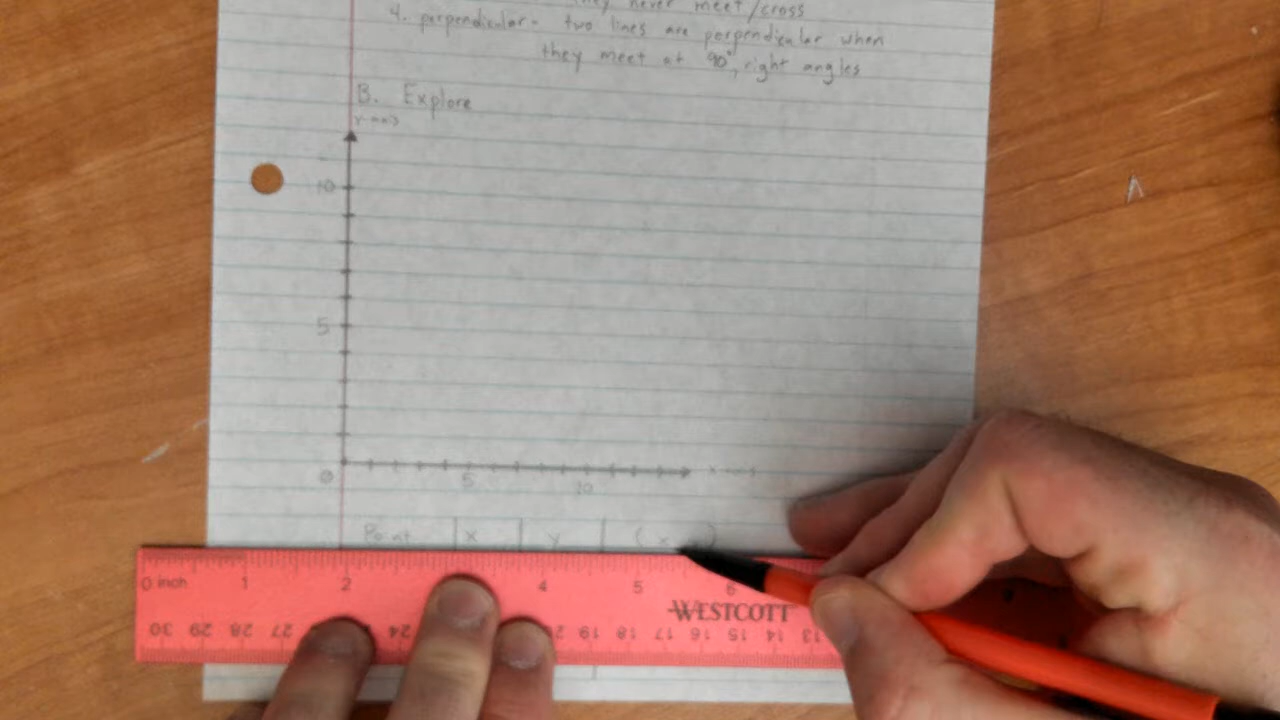 they never meet/cross
4. perpendicular - two lines are perpendicular when
they meet at 90°, right angles
B. Explore
y-axis
10
5
0
5
10
x-axis
Point x y (x
0 inch 1 2 4 5 6
WESTCOTT
30 29 28 27 24 19 18 17 16 15 14 13